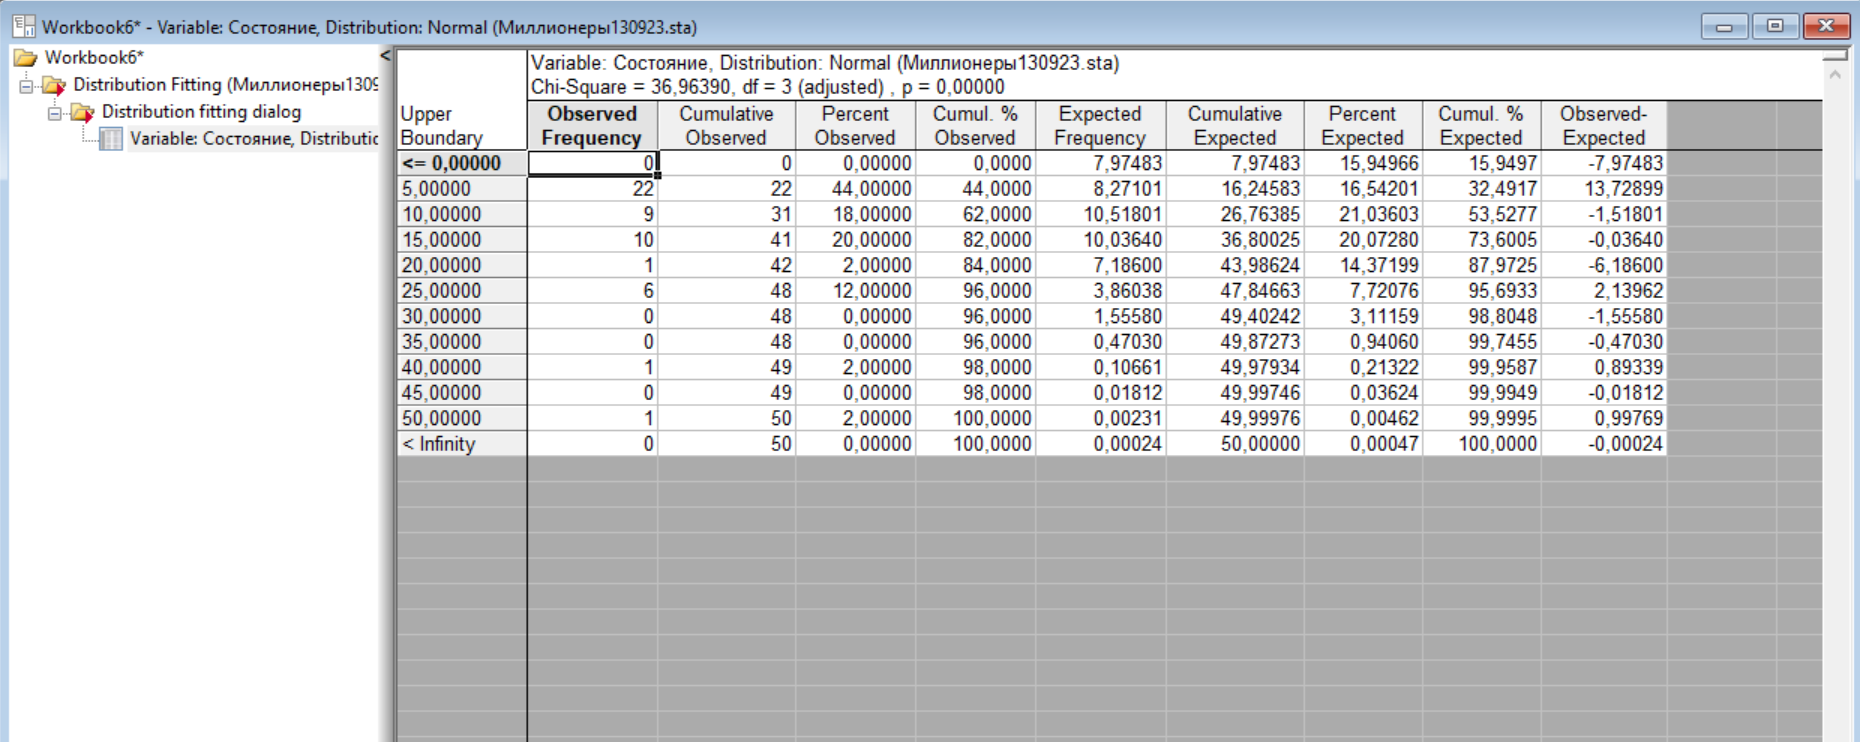 Workbook6* - Variable: Состояние, Distribution: Normal (Миллионеры130923.sta)
Workbook6*
Distribution Fitting (Миллионеры1309
Distribution fitting dialog
Variable: Состояние, Distributic
<
Variable: Состояние, Distribution: Normal (Миллионеры130923.sta)
Chi-Square = 36,96390, df = 3 (adjusted) , p = 0,00000
Upper Boundary Observed Frequency Cumulative Observed Percent Observed Cumul. % Observed Expected Frequency Cumulative Expected Percent Expected Cumul. % Expected Observed-Expected
<= 0,00000 0 0 0,00000 0,0000 7,97483 7,97483 15,94966 15,9497 -7,97483
5,00000 22 22 44,00000 44,0000 8,27101 16,24583 16,54201 32,4917 13,72899
10,00000 9 31 18,00000 62,0000 10,51801 26,76385 21,03603 53,5277 -1,51801
15,00000 10 41 20,00000 82,0000 10,03640 36,80025 20,07280 73,6005 -0,03640
20,00000 1 42 2,00000 84,0000 7,18600 43,98624 14,37199 87,9725 -6,18600
25,00000 6 48 12,00000 96,0000 3,86038 47,84663 7,72076 95,6933 2,13962
30,00000 0 48 0,00000 96,0000 1,55580 49,40242 3,11159 98,8048 -1,55580
35,00000 0 48 0,00000 96,0000 0,47030 49,87273 0,94060 99,7455 -0,47030
40,00000 1 49 2,00000 98,0000 0,10661 49,97934 0,21322 99,9587 0,89339
45,00000 0 49 0,00000 98,0000 0,01812 49,99746 0,03624 99,9949 -0,01812
50,00000 1 50 2,00000 100,0000 0,00231 49,99976 0,00462 99,9995 0,99769
< Infinity 0 50 0,00000 100,0000 0,00024 50,00000 0,00047 100,0000 -0,00024